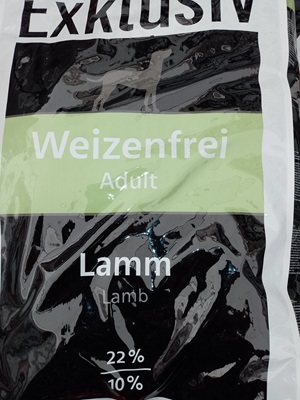 Exklusiv
Weizenfrei
Adult
Lamm
Lamb
22%
10%